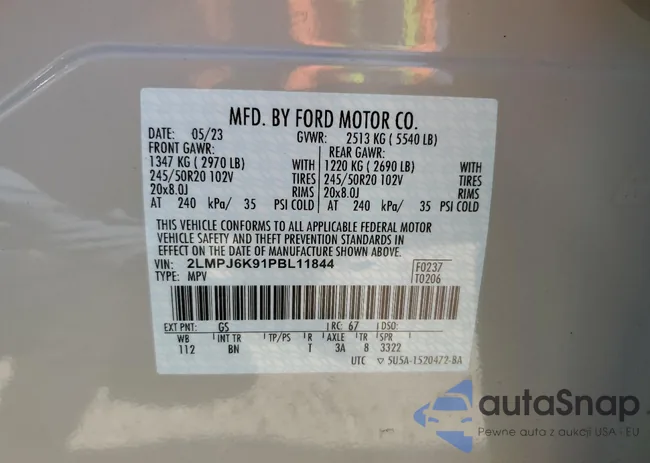 MFD. BY FORD MOTOR CO.
DATE: 05/23 GVWR: 2513 KG ( 5540 LB)
FRONT GAWR: REAR GAWR:
1347 KG ( 2970 LB) WITH 1220 KG ( 2690 LB) WITH
245/50R20 102V TIRES 245/50R20 102V TIRES
20x8.0J RIMS 20x8.0J RIMS
AT 240 kPa/ 35 PSI COLD AT 240 kPa/ 35 PSI COLD
THIS VEHICLE CONFORMS TO ALL APPLICABLE FEDERAL MOTOR
VEHICLE SAFETY AND THEFT PREVENTION STANDARDS IN
EFFECT ON THE DATE OF MANUFACTURE SHOWN ABOVE.
VIN: 2LMPJ6K91PBL11844 F0237
TYPE: MPV T0206
EXT PNT: GS RC: 67 DSO:
WB INT TR TP/PS R AXLE TR SPR
112 BN T 3A 8 3322
UTC ▽ 5U5A-1520472-BA
autoSnap
Pewne auto z aukcji USA - EU